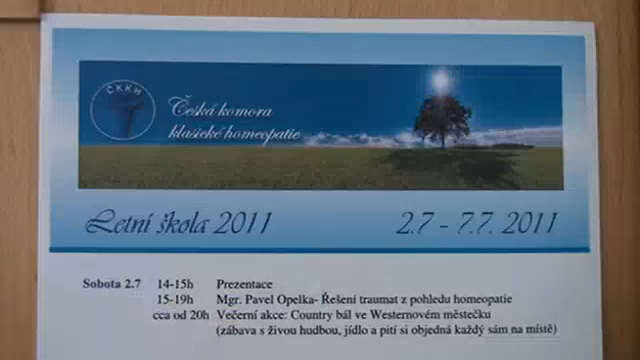 ČKKH
Česká komora
klasické homeopatie
Letní škola 2011 2.7 - 7.7. 2011
Sobota 2.7 14-15h Prezentace
15-19h Mgr. Pavel Opelka- Řešení traumat z pohledu homeopatie
cca od 20h Večerní akce: Country bál ve Westernovém městečku
(zábava s živou hudbou, jídlo a pití si objedná každý sám na místě)